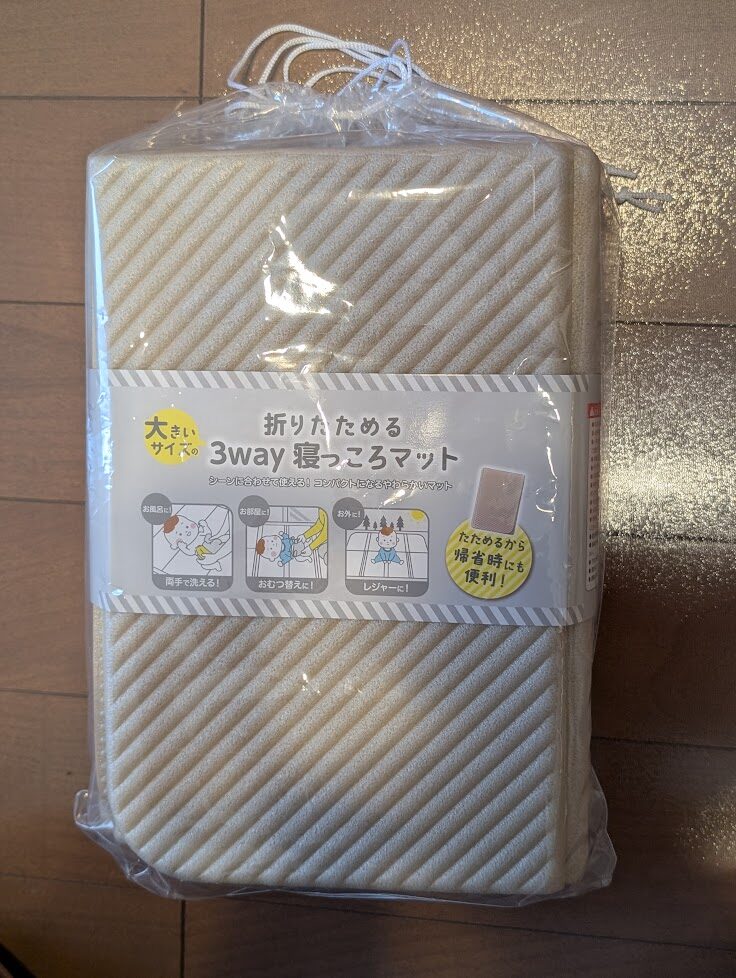 大きい
サイズの
折りたためる
3way 寝っころマット
シーンに合わせて使える！コンパクトになるやわらかいマット
お風呂に！
両手で洗える！
お部屋に！
おむつ替えに！
お外に！
レジャーに！
たためるから
帰省時にも
便利！